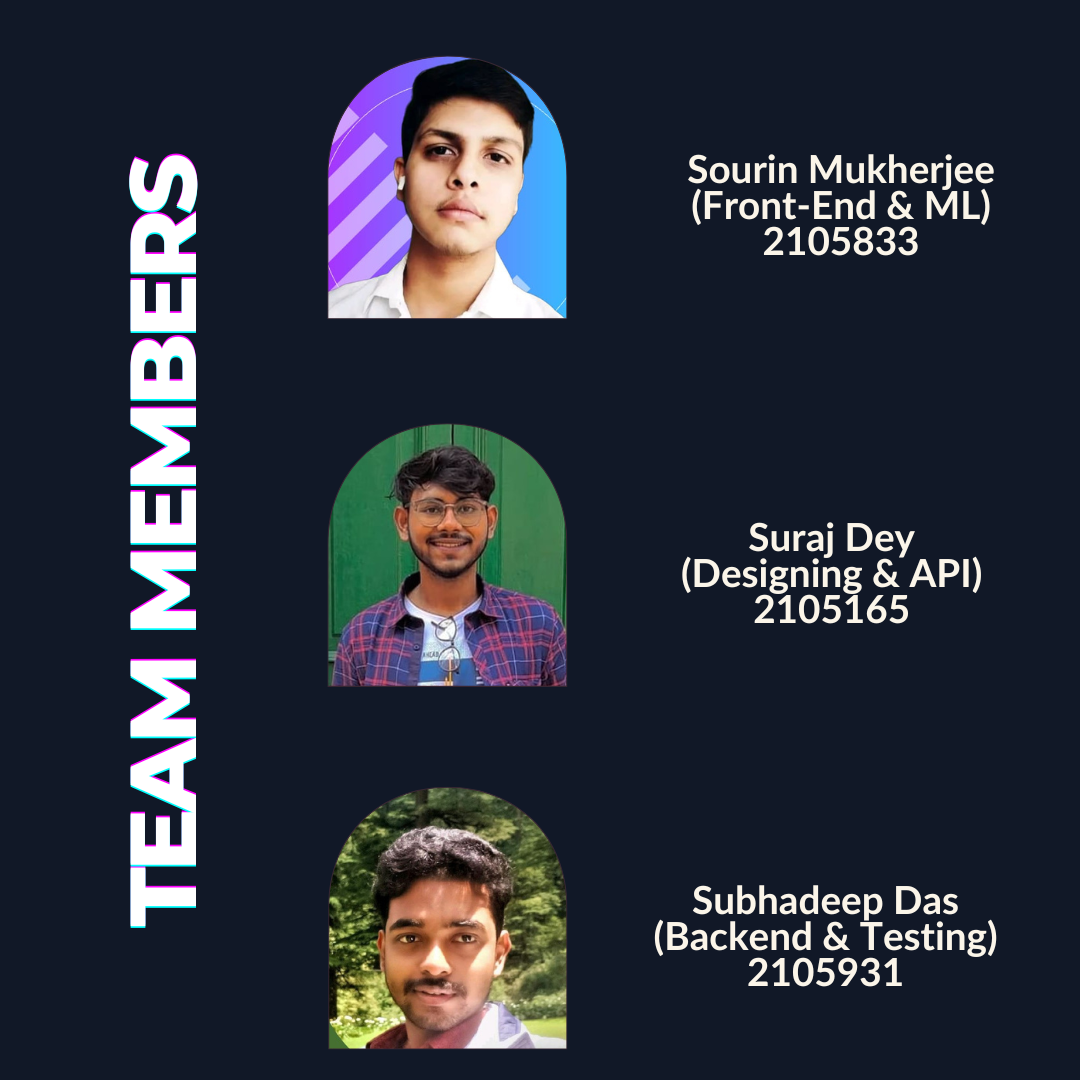 TEAM MEMBERS
Sourin Mukherjee
(Front-End & ML)
2105833
Suraj Dey
(Designing & API)
2105165
Subhadeep Das
(Backend & Testing)
2105931